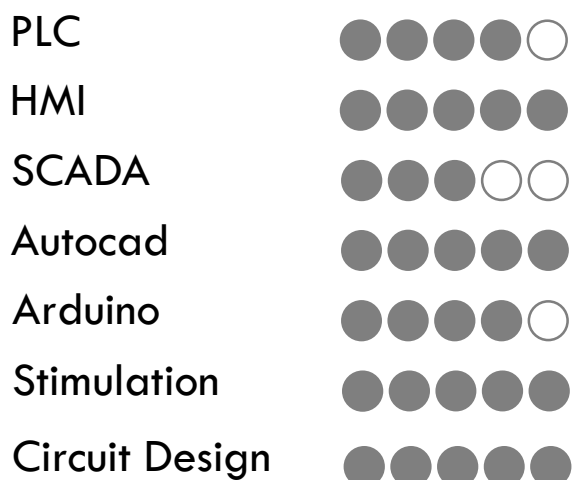 PLC
HMI
SCADA
Autocad
Arduino
Stimulation
Circuit Design